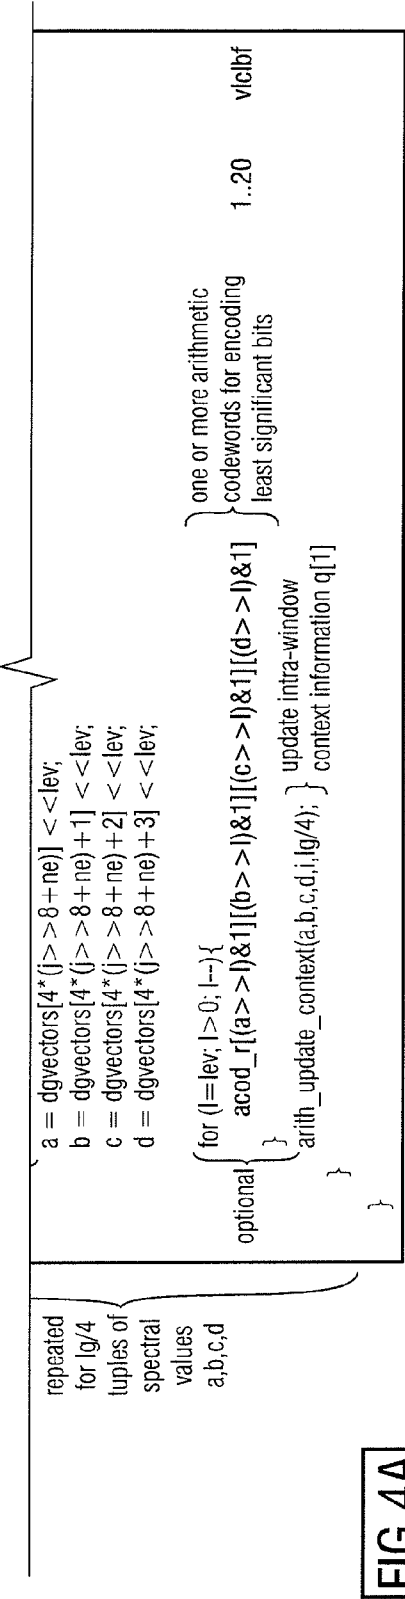 repeated
for lg/4
tuples of
spectral
values
a,b,c,d
a = dgvectors[4*(j>>8+ne)] <<lev;
b = dgvectors[4*(j>>8+ne)+1] <<lev;
c = dgvectors[4*(j>>8+ne)+2] <<lev;
d = dgvectors[4*(j>>8+ne)+3] <<lev;
optional
for (l=lev; l>0; l--){
acod_r[(a>>l)&1][(b>>l)&1][(c>>l)&1][(d>>l)&1]
}
one or more arithmetic
codewords for encoding
least significant bits
1..20 vlclbf
arith_update_context(a,b,c,d,i,lg/4);
update intra-window
context information q[1]
}
}
FIG 4A